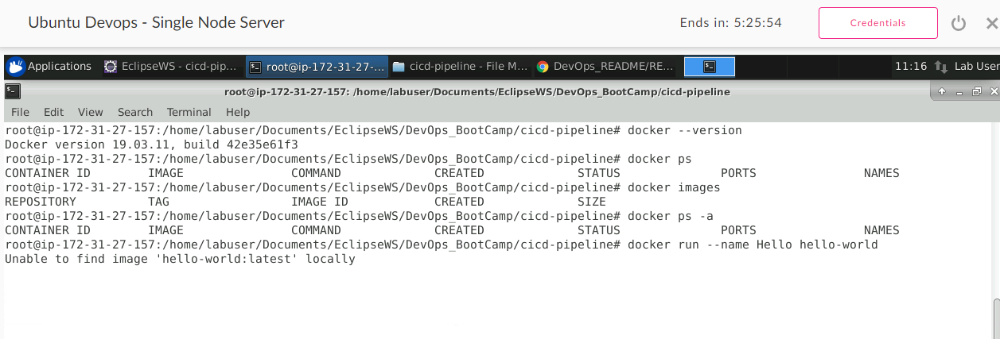 Ubuntu Devops - Single Node Server Ends in: 5:25:54 Credentials
Applications EclipseWS - cicd-pip... root@ip-172-31-27-... cicd-pipeline - File M... DevOps_README/RE... 11:16 Lab User
root@ip-172-31-27-157: /home/labuser/Documents/EclipseWS/DevOps_BootCamp/cicd-pipeline
File Edit View Search Terminal Help
root@ip-172-31-27-157:/home/labuser/Documents/EclipseWS/DevOps_BootCamp/cicd-pipeline# docker --version
Docker version 19.03.11, build 42e35e61f3
root@ip-172-31-27-157:/home/labuser/Documents/EclipseWS/DevOps_BootCamp/cicd-pipeline# docker ps
CONTAINER ID IMAGE COMMAND CREATED STATUS PORTS NAMES
root@ip-172-31-27-157:/home/labuser/Documents/EclipseWS/DevOps_BootCamp/cicd-pipeline# docker images
REPOSITORY TAG IMAGE ID CREATED SIZE
root@ip-172-31-27-157:/home/labuser/Documents/EclipseWS/DevOps_BootCamp/cicd-pipeline# docker ps -a
CONTAINER ID IMAGE COMMAND CREATED STATUS PORTS NAMES
root@ip-172-31-27-157:/home/labuser/Documents/EclipseWS/DevOps_BootCamp/cicd-pipeline# docker run --name Hello hello-world
Unable to find image 'hello-world:latest' locally